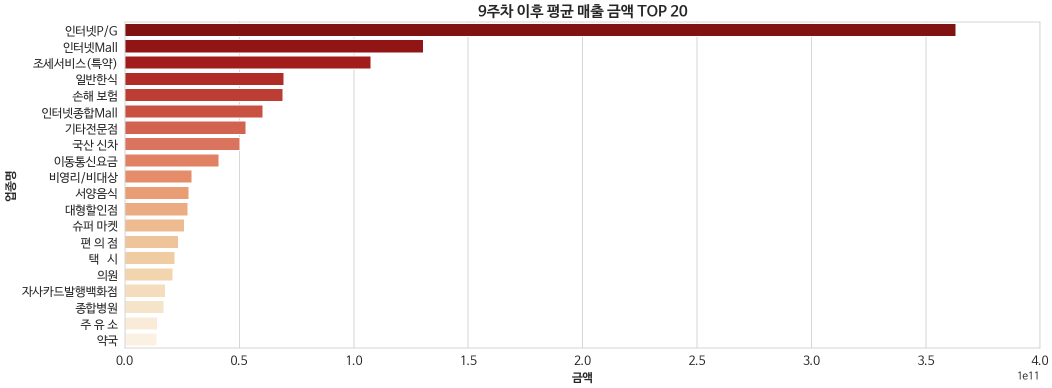 9주차 이후 평균 매출 금액 TOP 20
업종명
인터넷P/G
인터넷Mall
조세서비스(특약)
일반한식
손해 보험
인터넷종합Mall
기타전문점
국산 신차
이동통신요금
비영리/비대상
서양음식
대형할인점
슈퍼 마켓
편 의 점
택 시
의원
자사카드발행백화점
종합병원
주 유 소
약국
0.0 0.5 1.0 1.5 2.0 2.5 3.0 3.5 4.0
1e11
금액